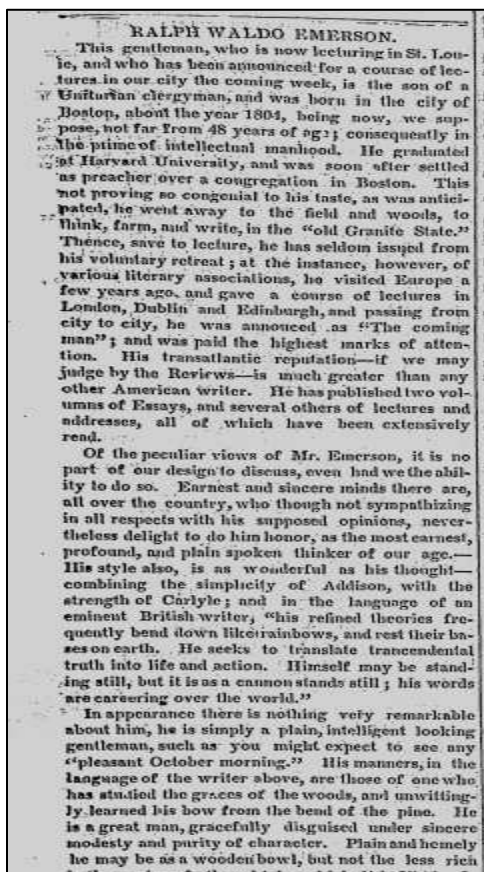 RALPH WALDO EMERSON.
This gentleman, who is now lecturing in St. Lou-
ie, and who has been announced for a course of lec-
tures in our city the coming week, is the son of a
Unitarian clergyman, and was born in the city of
Boston, about the year 1804, being now, we sup-
pose, not far from 48 years of age; consequently in
the prime of intellectual manhood. He graduated
at Harvard University, and was soon after settled
as preacher over a congregation in Boston. This
not proving so congenial to his taste, as was antici-
pated, he went away to the field and woods, to
think, farm, and write, in the "old Granite State."
Thence, save to lecture, he has seldom issued from
his voluntary retreat; at the instance, however, of
various literary associations, he visited Europe a
few years ago, and gave a course of lectures in
London, Dublin and Edinburgh, and passing from
city to city, he was annouced as "The coming
man"; and was paid the highest marks of atten-
tion. His transatlantic reputation—if we may
judge by the Reviews—is much greater than any
other American writer. He has published two vol-
umns of Essays, and several others of lectures and
addresses, all of which have been extensively
read.
Of the peculiar views of Mr. Emerson, it is no
part of our design to discuss, even had we the abil-
ity to do so. Earnest and sincere minds there are,
all over the country, who though not sympathizing
in all respects with his supposed opinions, never-
theless delight to do him honor, as the most earnest,
profound, and plain spoken thinker of our age.—
His style also, is as wonderful as his thought—
combining the simplicity of Addison, with the
strength of Carlyle; and in the language of an
eminent British writer, "his refined theories fre-
quently bend down like rainbows, and rest their ba-
ses on earth. He seeks to translate trancendental
truth into life and action. Himself may be stand-
ing still, but it is as a cannon stands still; his words
are careering over the world."
In appearance there is nothing very remarkable
about him, he is simply a plain, intelligent looking
gentleman, such as you might expect to see any
"pleasant October morning." His manners, in the
language of the writer above, are those of one who
has studied the graces of the woods, and unwitting-
ly learned his bow from the bend of the pine. He
is a great man, gracefully disguised under sincere
modesty and purity of character. Plain and homely
he may be as a wooden bowl, but not the less rich